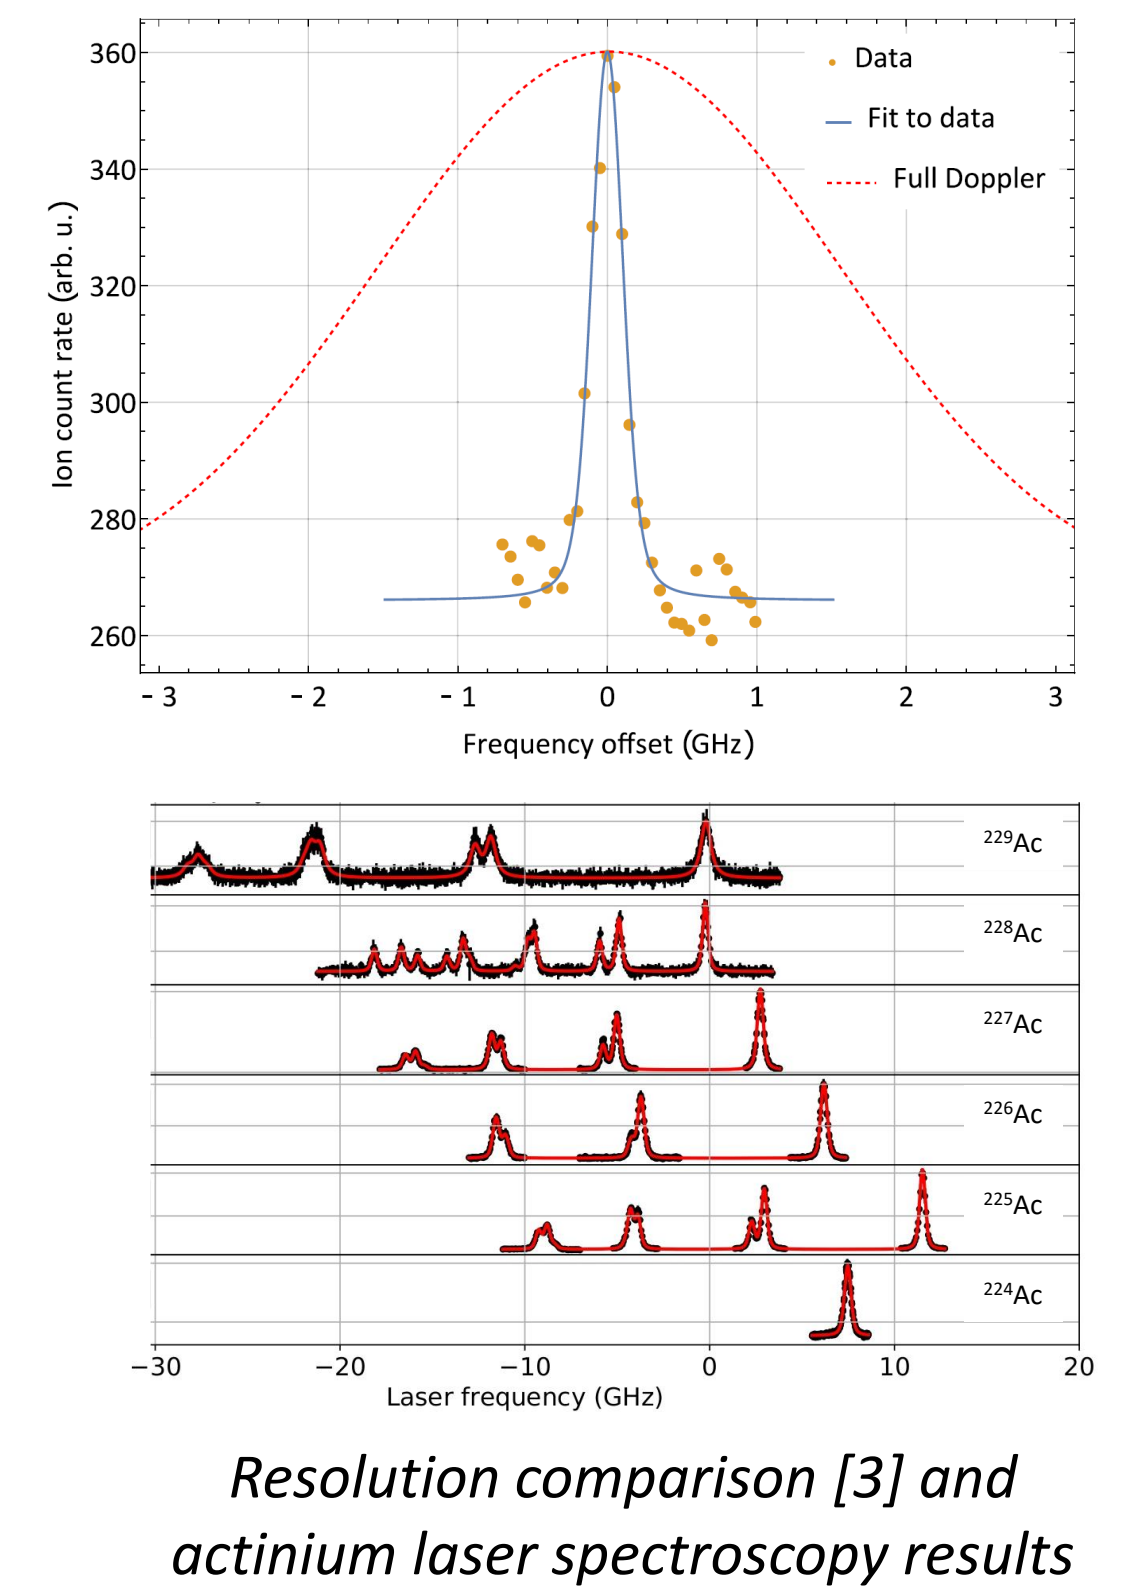 360
340
320
300
280
260
Ion count rate (arb. u.)
Data
Fit to data
Full Doppler
- 3 - 2 - 1 0 1 2 3
Frequency offset (GHz)
²²⁹Ac
²²⁸Ac
²²⁷Ac
²²⁶Ac
²²⁵Ac
²²⁴Ac
−30 −20 −10 0 10 20
Laser frequency (GHz)
Resolution comparison [3] and
actinium laser spectroscopy results